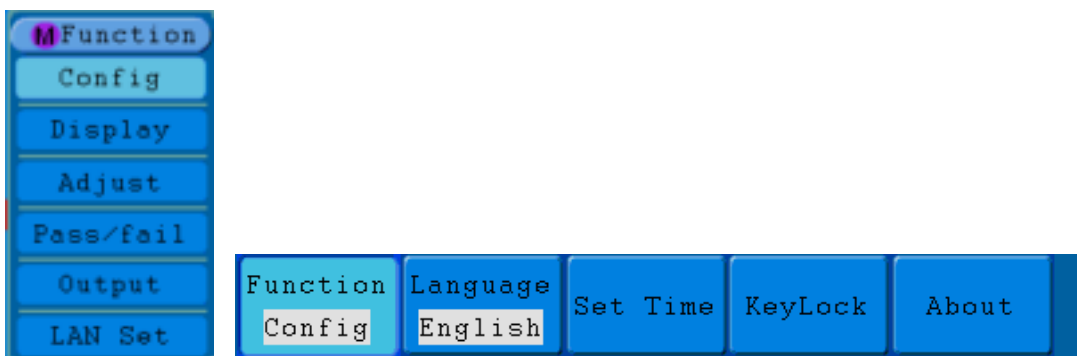 MFunction
Config
Display
Adjust
Pass/fail
Output
LAN Set
Function Language Set Time KeyLock About
Config English